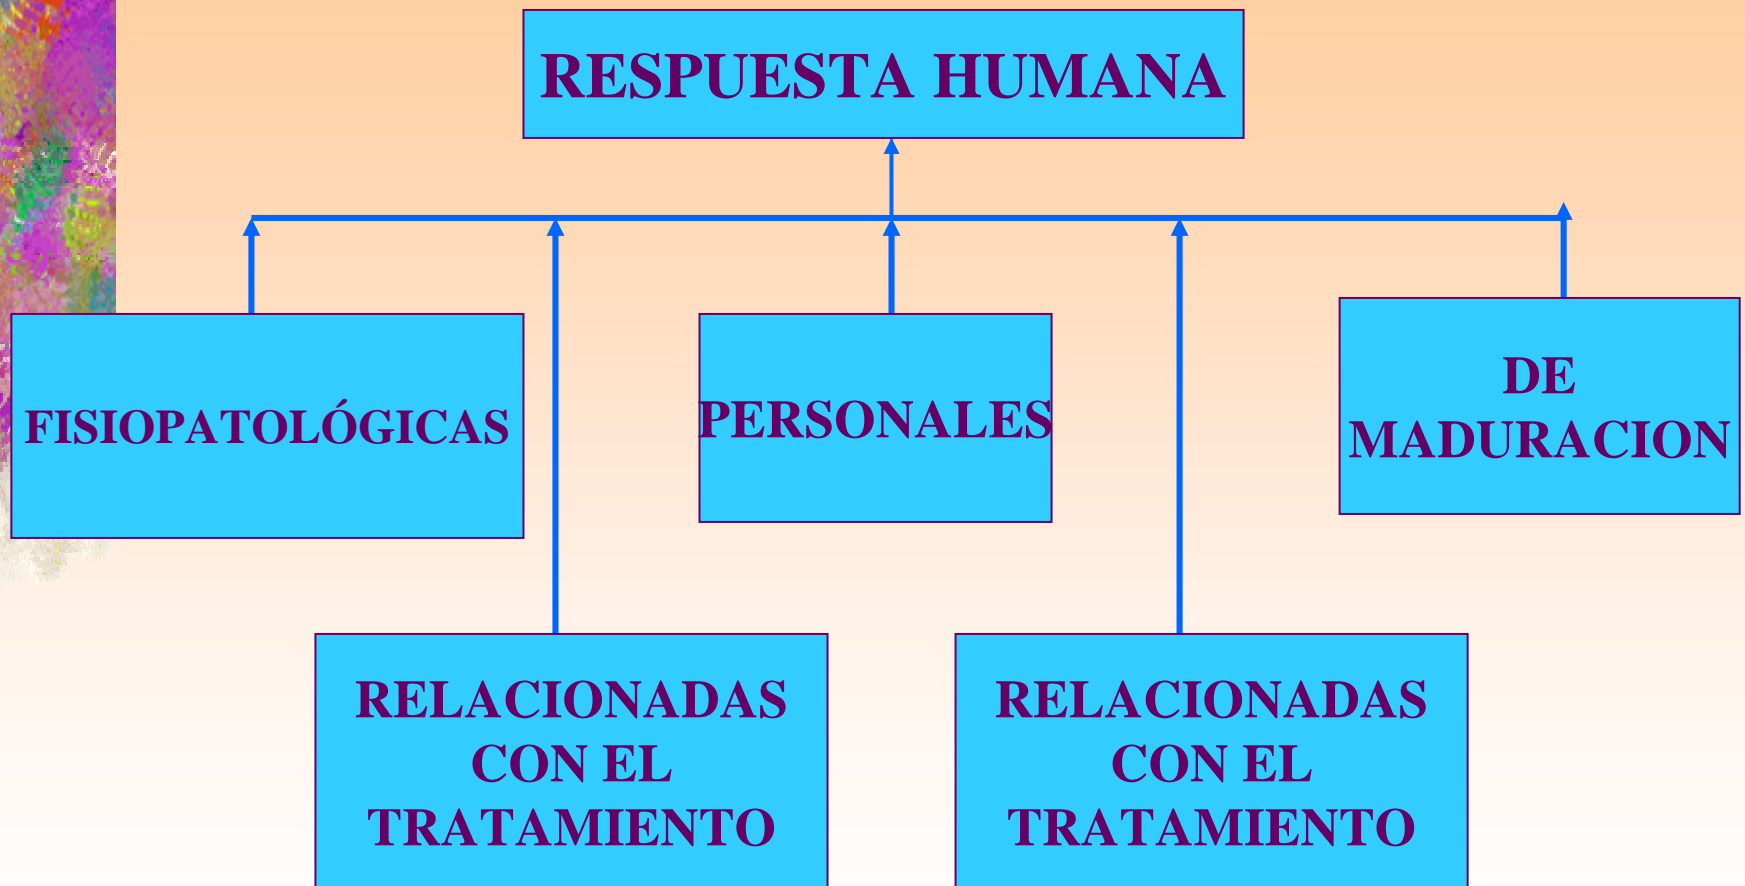 RESPUESTA HUMANA
FISIOPATOLÓGICAS
PERSONALES
DE
MADURACION
RELACIONADAS
CON EL
TRATAMIENTO
RELACIONADAS
CON EL
TRATAMIENTO